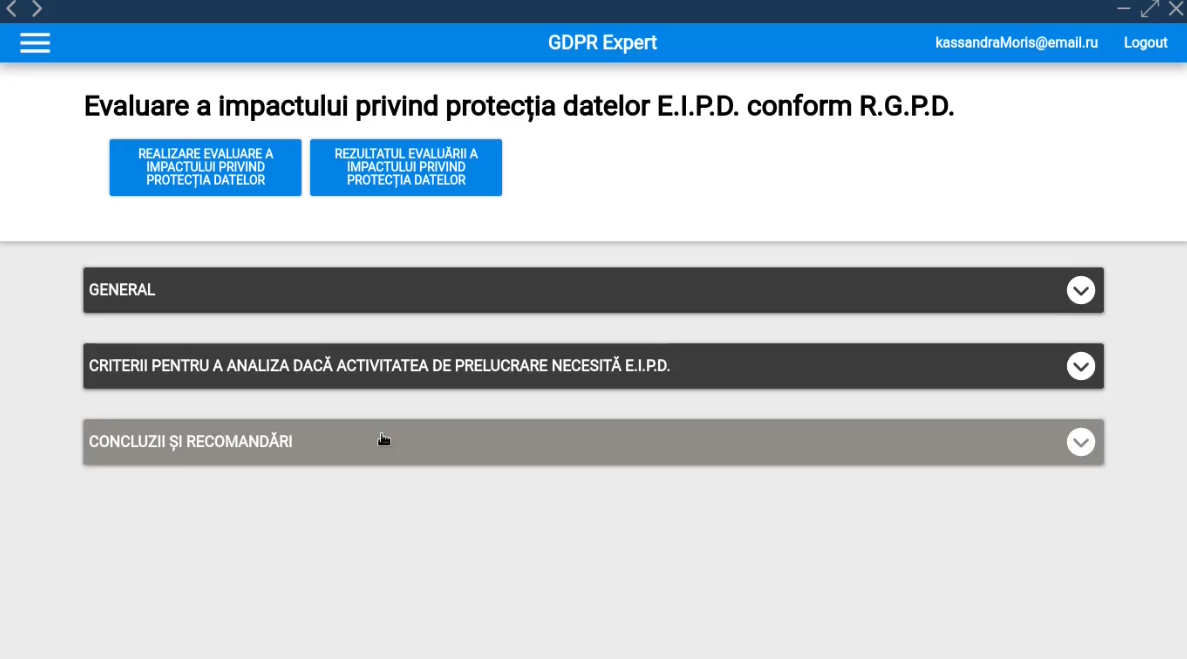 GDPR Expert
kassandraMoris@email.ru
Logout
Evaluare a impactului privind protecția datelor E.I.P.D. conform R.G.P.D.
REALIZARE EVALUARE A
IMPACTULUI PRIVIND
PROTECȚIA DATELOR
REZULTATUL EVALUĂRII A
IMPACTULUI PRIVIND
PROTECȚIA DATELOR
GENERAL
CRITERII PENTRU A ANALIZA DACĂ ACTIVITATEA DE PRELUCRARE NECESITĂ E.I.P.D.
CONCLUZII ȘI RECOMANDĂRI